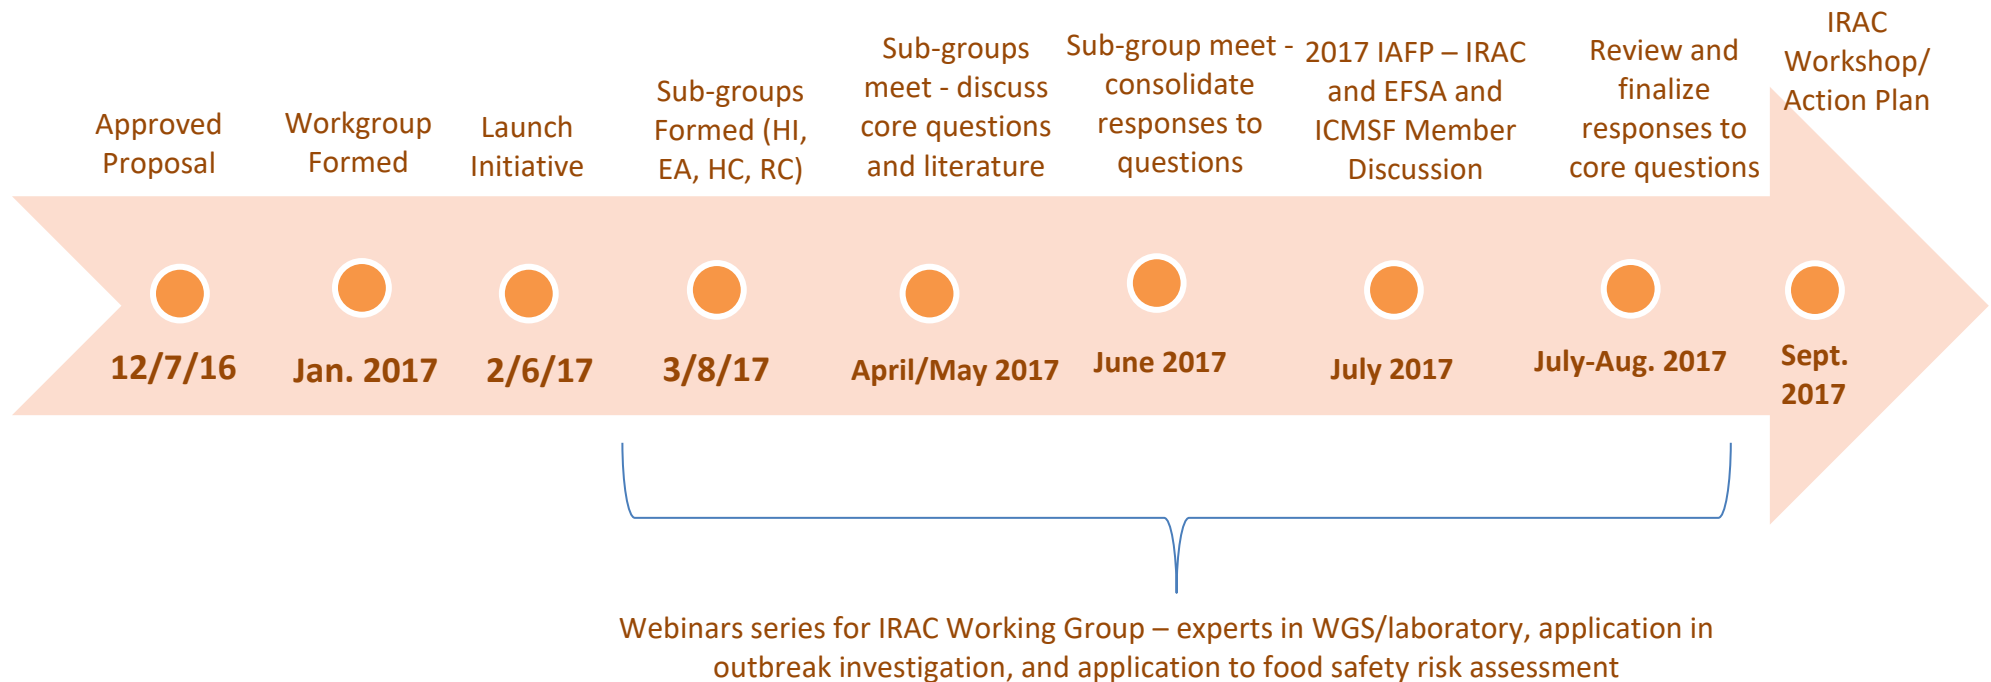 Approved
Proposal
12/7/16
Workgroup
Formed
Jan. 2017
Launch
Initiative
2/6/17
Sub-groups
Formed (HI,
EA, HC, RC)
3/8/17
Sub-groups
meet - discuss
core questions
and literature
April/May 2017
Sub-group meet -
consolidate
responses to
questions
June 2017
2017 IAFP – IRAC
and EFSA and
ICMSF Member
Discussion
July 2017
Review and
finalize
responses to
core questions
July-Aug. 2017
IRAC
Workshop/
Action Plan
Sept.
2017
Webinars series for IRAC Working Group – experts in WGS/laboratory, application in
outbreak investigation, and application to food safety risk assessment